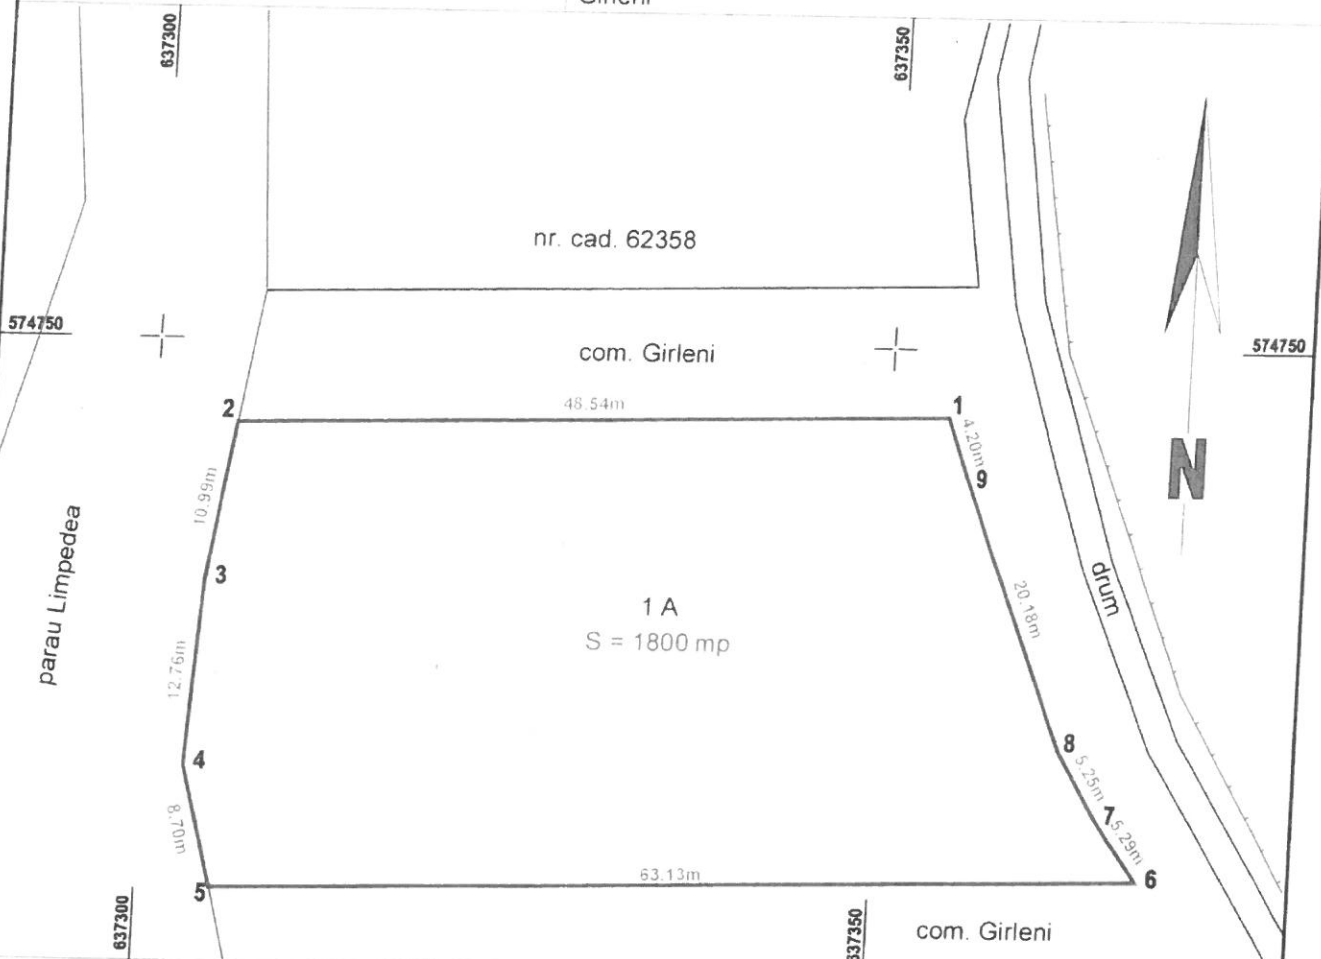 Girleni
637300
637350
nr. cad. 62358
574750
574750
com. Girleni
2
48.54m
1
4.20m
9
N
10.99m
3
parau Limpedea
drum
20.18m
1 A
S = 1800 mp
12.76m
4
8
5.25m
8.70m
7
5.29m
5
63.13m
6
637300
637350
com. Girleni